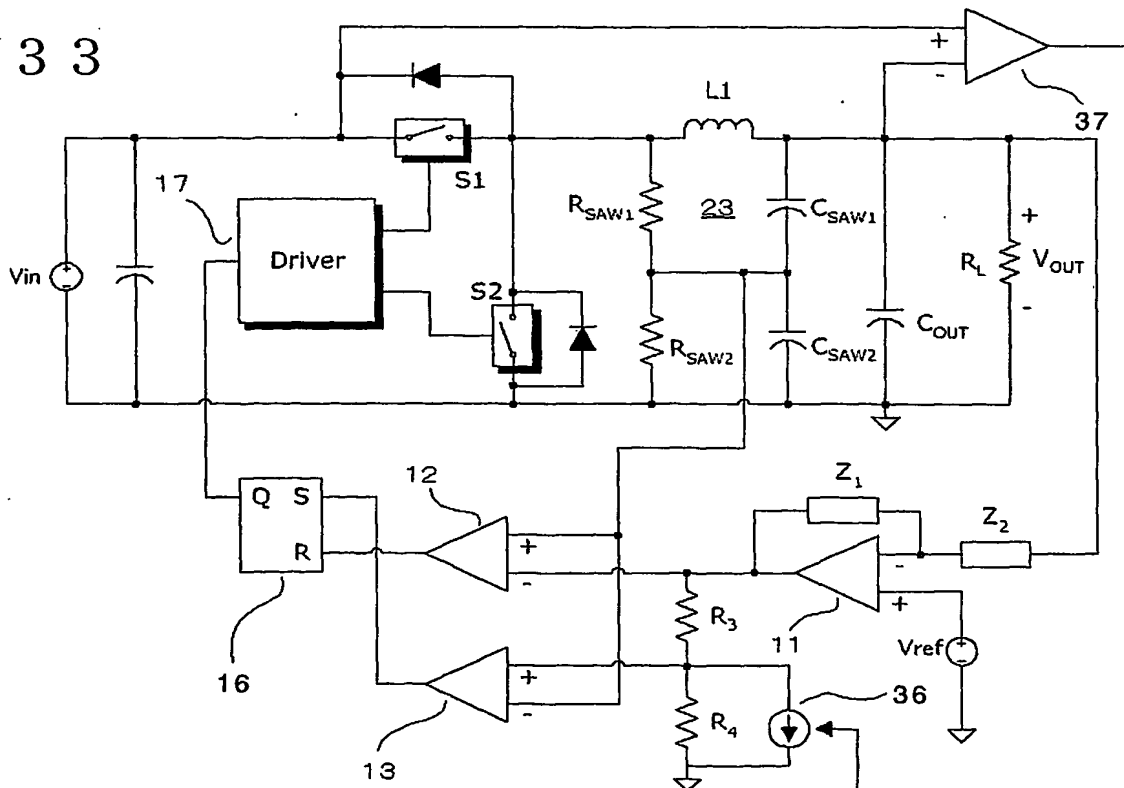 33
+
-
37
L1
S1
17
R_SAW1
23
C_SAW1
Driver
Vin
+
-
S2
R_L
+
V_OUT
-
R_SAW2
C_SAW2
C_OUT
Z_1
12
Q S
R
+
-
Z_2
-
+
11
R_3
Vref
+
-
16
+
-
13
R_4
36